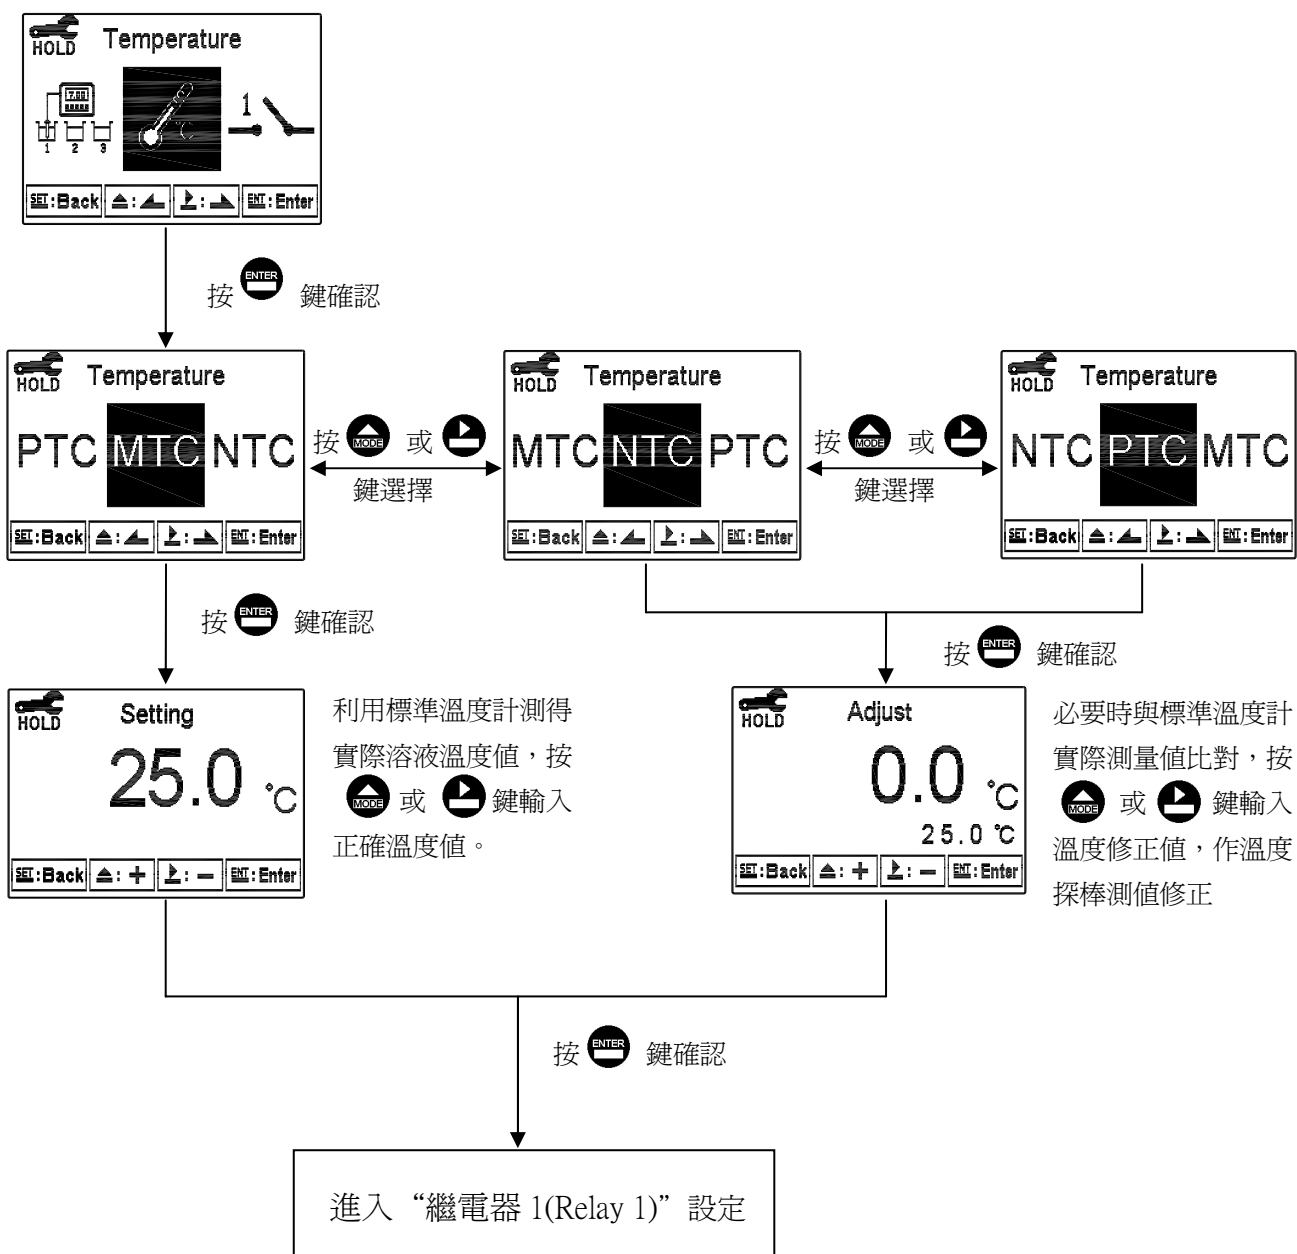 HOLD Temperature
7.00
1
1 2 3
SET:Back
ENT:Enter
按 ENTER 鍵確認
HOLD Temperature
PTC MTC NTC
SET:Back
ENT:Enter
按 MODE 或
鍵選擇
HOLD Temperature
MTC NTC PTC
SET:Back
ENT:Enter
按 MODE 或
鍵選擇
HOLD Temperature
NTC PTC MTC
SET:Back
ENT:Enter
按 ENTER 鍵確認
按 ENTER 鍵確認
HOLD Setting
25.0 °C
SET:Back : + : − ENT:Enter
利用標準溫度計測得
實際溶液溫度值,按
MODE 或 鍵輸入
正確溫度值。
HOLD Adjust
0.0 °C
25.0 °C
SET:Back : + : − ENT:Enter
必要時與標準溫度計
實際測量值比對,按
MODE 或 鍵輸入
溫度修正值,作溫度
探棒測值修正
按 ENTER 鍵確認
進入“繼電器 1(Relay 1)”設定